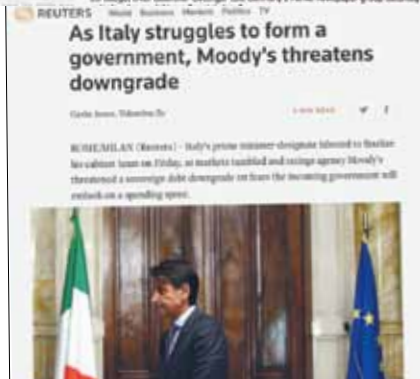 REUTERS World Business Markets Politics TV
As Italy struggles to form a
government, Moody's threatens
downgrade
ROME/MILAN (Reuters) - Italy's prime minister-designate labored to finalize
his cabinet team on Friday, as markets tumbled and ratings agency Moody's
threatened a sovereign debt downgrade on fears the incoming government will
embark on a spending spree.